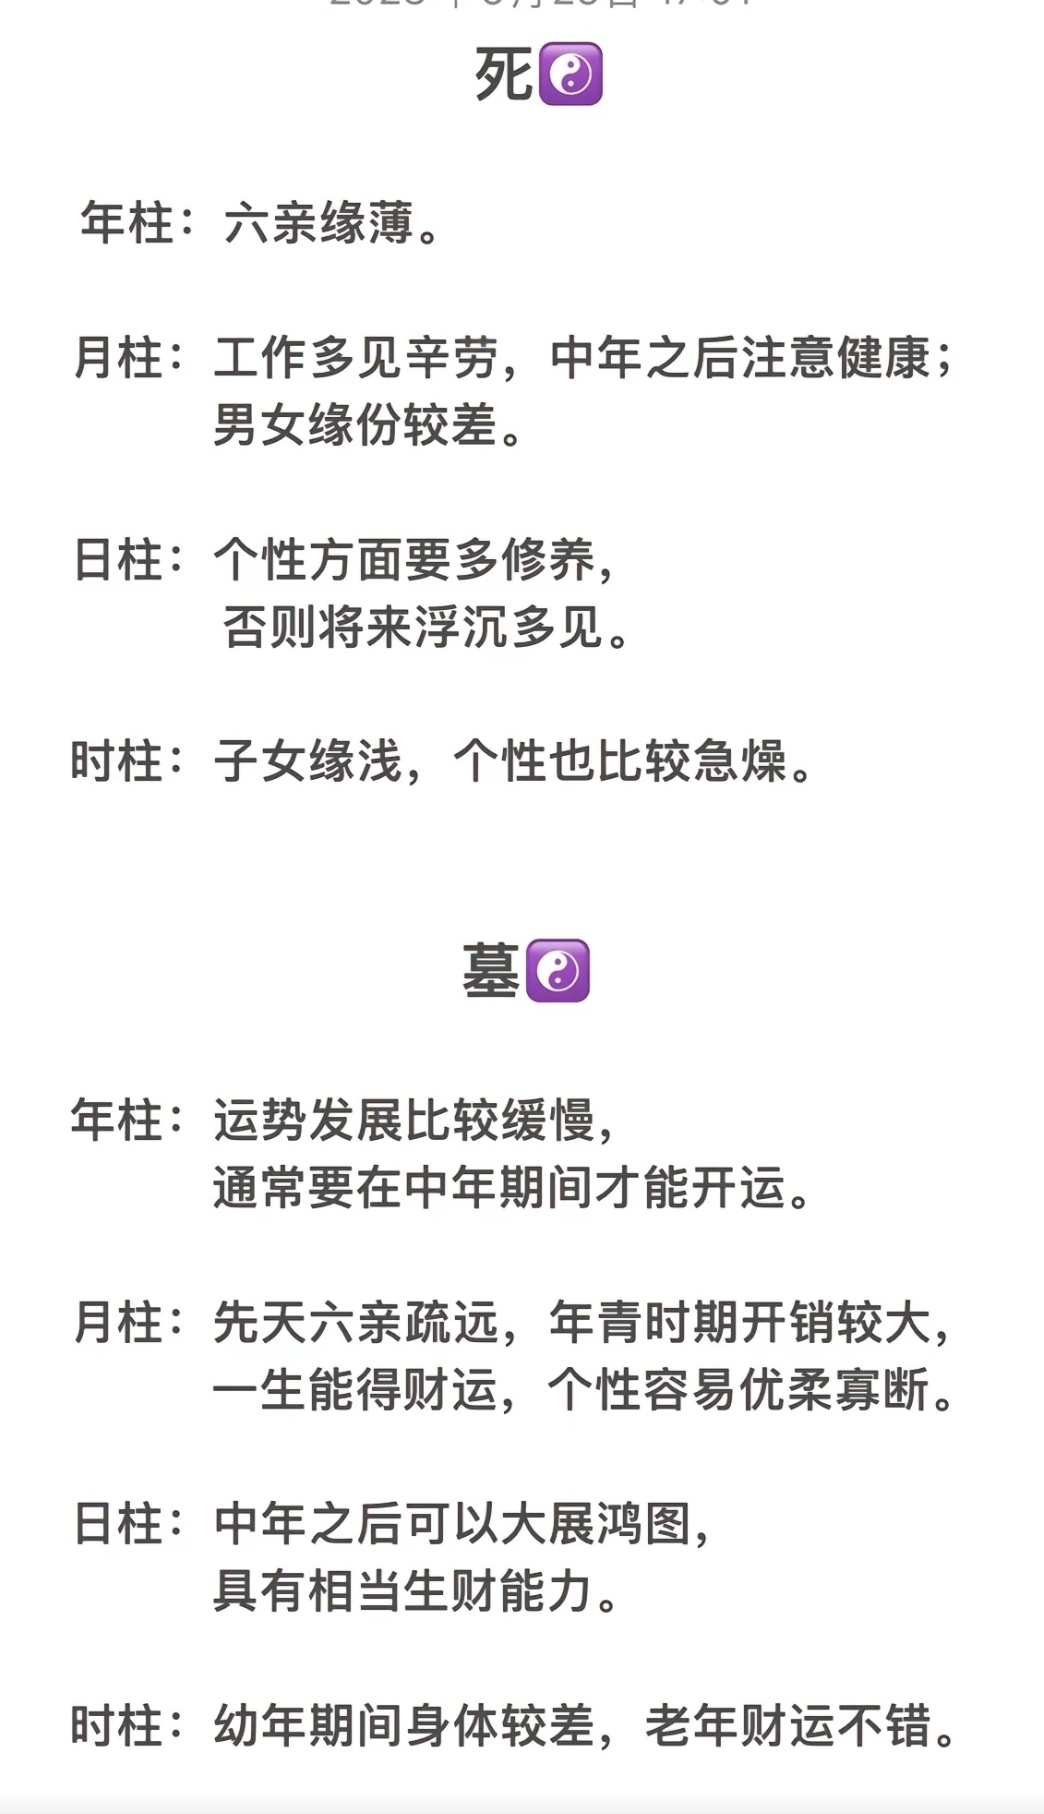 死☯
年柱：六亲缘薄。
月柱：工作多见辛劳，中年之后注意健康；
男女缘份较差。
日柱：个性方面要多修养，
否则将来浮沉多见。
时柱：子女缘浅，个性也比较急燥。
墓☯
年柱：运势发展比较缓慢，
通常要在中年期间才能开运。
月柱：先天六亲疏远，年青时期开销较大，
一生能得财运，个性容易优柔寡断。
日柱：中年之后可以大展鸿图，
具有相当生财能力。
时柱：幼年期间身体较差，老年财运不错。